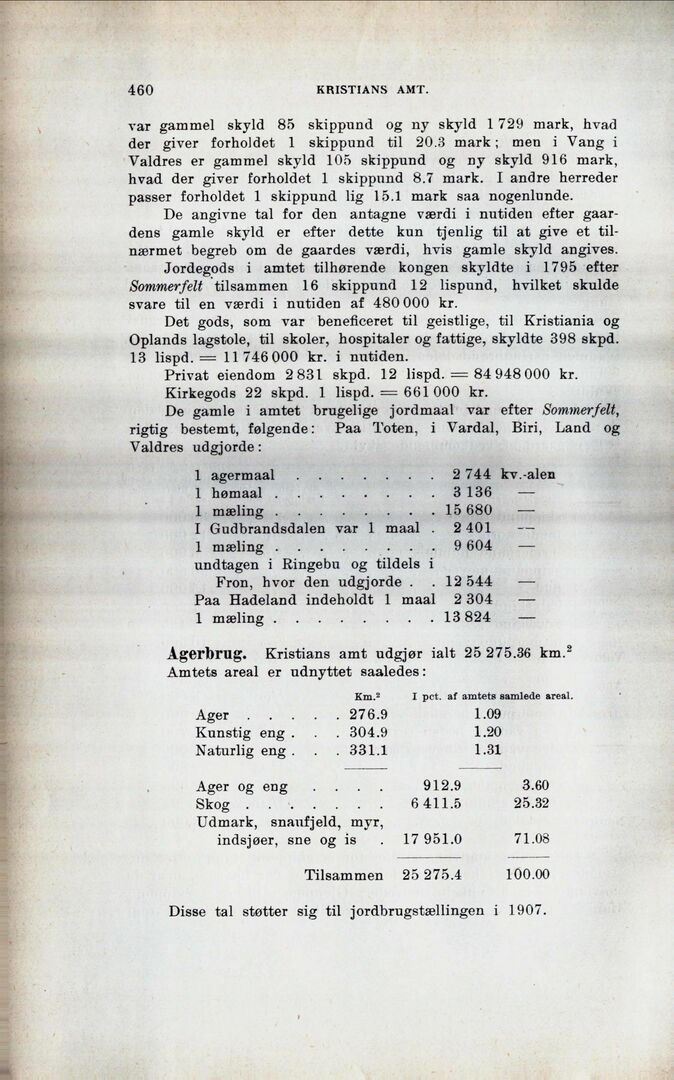 460 KRISTIANS AMT.
var gammel skyld 85 skippund og ny skyld 1 729 mark, hvad
der giver forholdet 1 skippund til 20.3 mark; men i Vang i
Valdres er gammel skyld 105 skippund og ny skyld 916 mark,
hvad der giver forholdet 1 skippund 8.7 mark. I andre herreder
passer forholdet 1 skippund lig 15.1 mark saa nogenlunde.
De angivne tal for den antagne værdi i nutiden efter gaar-
dens gamle skyld er efter dette kun tjenlig til at give et til-
nærmet begreb om de gaardes værdi, hvis gamle skyld angives.
Jordegods i amtet tilhørende kongen skyldte i 1795 efter
Sommerfelt tilsammen 16 skippund 12 lispund, hvilket skulde
svare til en værdi i nutiden af 480 000 kr.
Det gods, som var beneficeret til geistlige, til Kristiania og
Oplands lagstole, til skoler, hospitaler og fattige, skyldte 398 skpd.
13 lispd. = 11 746 000 kr. i nutiden.
Privat eiendom 2 831 skpd. 12 lispd. = 84 948 000 kr.
Kirkegods 22 skpd. 1 lispd. = 661 000 kr.
De gamle i amtet brugelige jordmaal var efter Sommerfelt,
rigtig bestemt, følgende: Paa Toten, i Vardal, Biri, Land og
Valdres udgjorde:
1 agermaal . . . . . . . 2 744 kv.-alen
1 hømaal . . . . . . . . 3 136 —
1 mæling . . . . . . . . 15 680 —
I Gudbrandsdalen var 1 maal . 2 401 —
1 mæling . . . . . . . . 9 604 —
undtagen i Ringebu og tildels i
Fron, hvor den udgjorde . . 12 544 —
Paa Hadeland indeholdt 1 maal 2 304 —
1 mæling . . . . . . . . 13 824 —
Agerbrug. Kristians amt udgjør ialt 25 275.36 km.²
Amtets areal er udnyttet saaledes:
Km.² I pct. af amtets samlede areal.
Ager . . . . . 276.9 1.09
Kunstig eng . . . 304.9 1.20
Naturlig eng . . . 331.1 1.31
Ager og eng . . . . 912.9 3.60
Skog . . . . . . . 6 411.5 25.32
Udmark, snaufjeld, myr,
indsjøer, sne og is . 17 951.0 71.08
Tilsammen 25 275.4 100.00
Disse tal støtter sig til jordbrugstællingen i 1907.